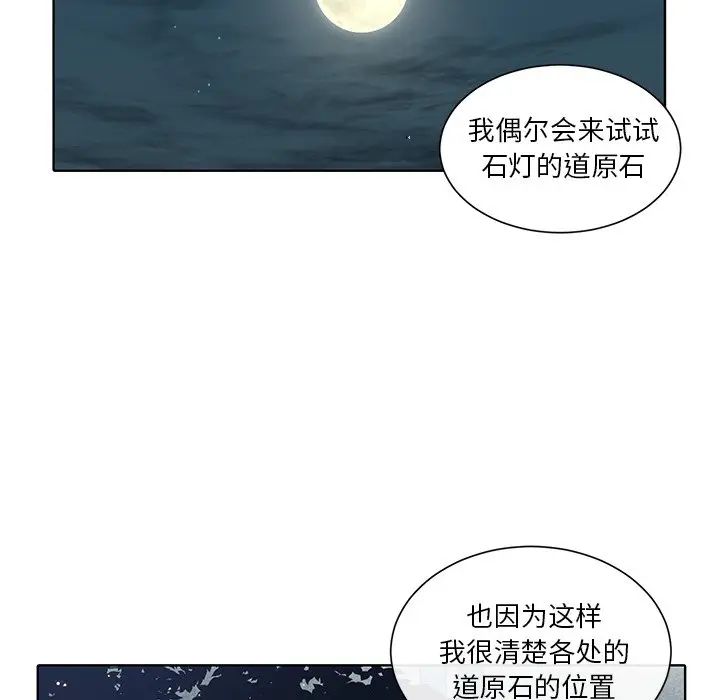 我偶尔会来试试
石灯的道原石
也因为这样
我很清楚各处的
道原石的位置